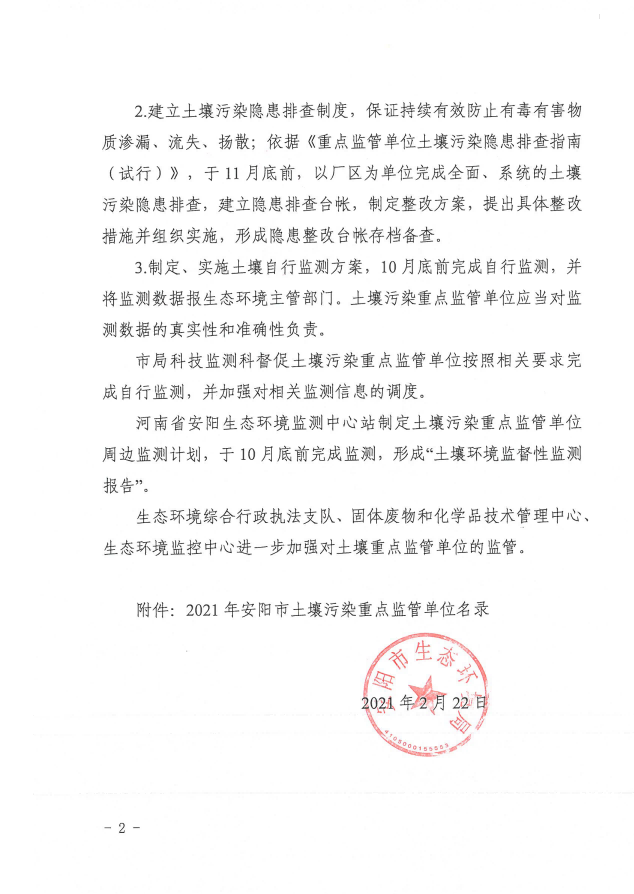 2.建立土壤污染隐患排查制度，保证持续有效防止有毒有害物
质渗漏、流失、扬散；依据《重点监管单位土壤污染隐患排查指南
（试行）》，于 11 月底前，以厂区为单位完成全面、系统的土壤
污染隐患排查，建立隐患排查台帐，制定整改方案，提出具体整改
措施并组织实施，形成隐患整改台帐存档备查。
3.制定、实施土壤自行监测方案，10 月底前完成自行监测，并
将监测数据报生态环境主管部门。土壤污染重点监管单位应当对监
测数据的真实性和准确性负责。
市局科技监测科督促土壤污染重点监管单位按照相关要求完
成自行监测，并加强对相关监测信息的调度。
河南省安阳生态环境监测中心站制定土壤污染重点监管单位
周边监测计划，于 10 月底前完成监测，形成“土壤环境监督性监测
报告”。
生态环境综合行政执法支队、固体废物和化学品技术管理中心、
生态环境监控中心进一步加强对土壤重点监管单位的监管。
附件：2021 年安阳市土壤污染重点监管单位名录
安阳市生态环境局
2021 年 2 月 22 日
- 2 -